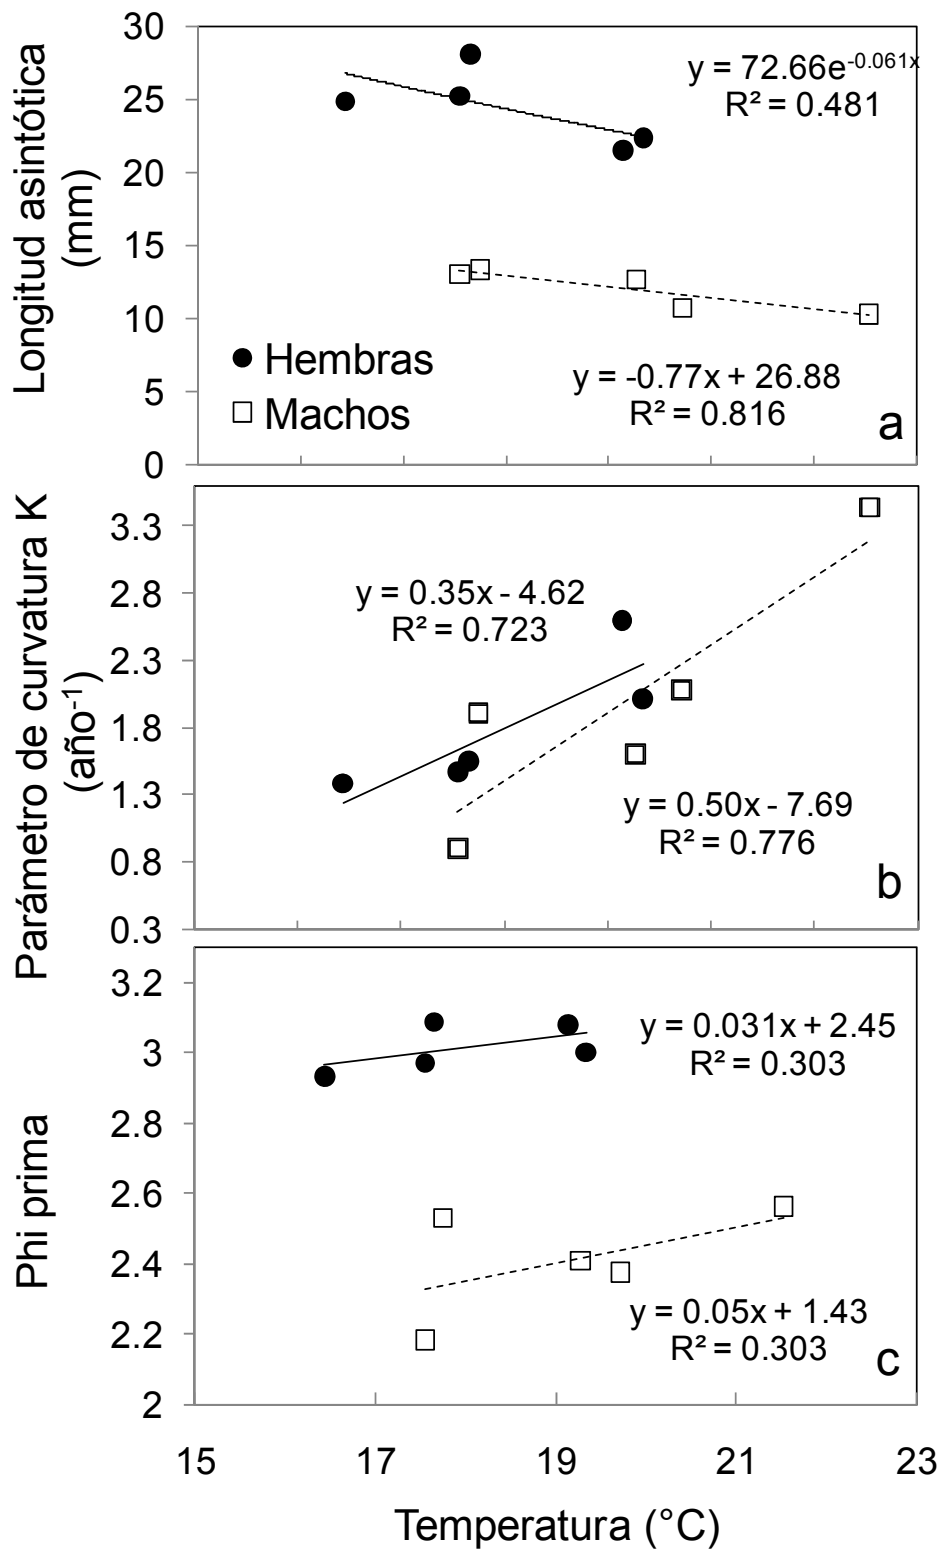 Longitud asintótica
(mm)
30
25
20
15
10
5
0
y = 72.66e-0.061x
R² = 0.481
Hembras
Machos
y = -0.77x + 26.88
R² = 0.816
a
Parámetro de curvatura K
(año-1)
3.3
2.8
2.3
1.8
1.3
0.8
0.3
y = 0.35x - 4.62
R² = 0.723
y = 0.50x - 7.69
R² = 0.776
b
Phi prima
3.2
3
2.8
2.6
2.4
2.2
2
y = 0.031x + 2.45
R² = 0.303
y = 0.05x + 1.43
R² = 0.303
c
15 17 19 21 23
Temperatura (°C)